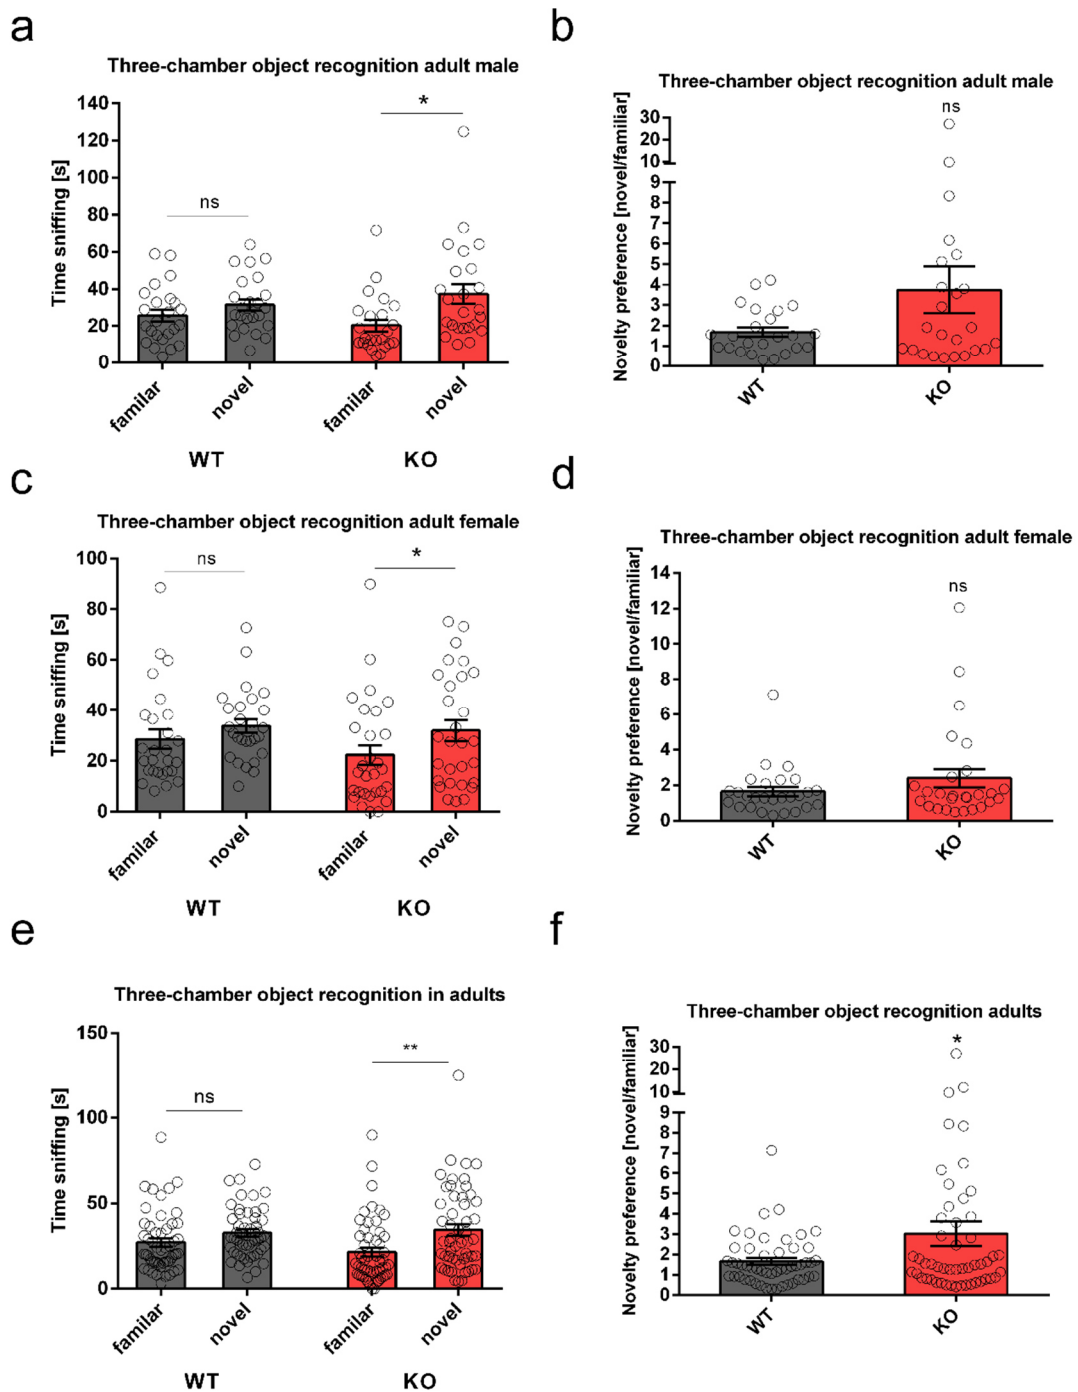 a
Three-chamber object recognition adult male
Time sniffing [s]
140
120
100
80
60
40
20
0
ns
*
familar
novel
familar
novel
WT
KO
b
Three-chamber object recognition adult male
Novelty preference [novel/familiar]
30
20
10
9
8
7
6
5
4
3
2
1
0
ns
WT
KO
c
Three-chamber object recognition adult female
Time sniffing [s]
100
80
60
40
20
0
ns
*
familar
novel
familar
novel
WT
KO
d
Three-chamber object recognition adult female
Novelty preference [novel/familiar]
14
12
10
8
6
4
2
0
ns
WT
KO
e
Three-chamber object recognition in adults
Time sniffing [s]
150
100
50
0
ns
**
familar
novel
familar
novel
WT
KO
f
Three-chamber object recognition adults
Novelty preference [novel/familiar]
30
20
10
9
8
7
6
5
4
3
2
1
0
*
WT
KO